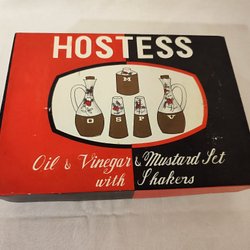 HOSTESS
M
O S P V
Oil & Vinegar & Mustard Set
with Shakers